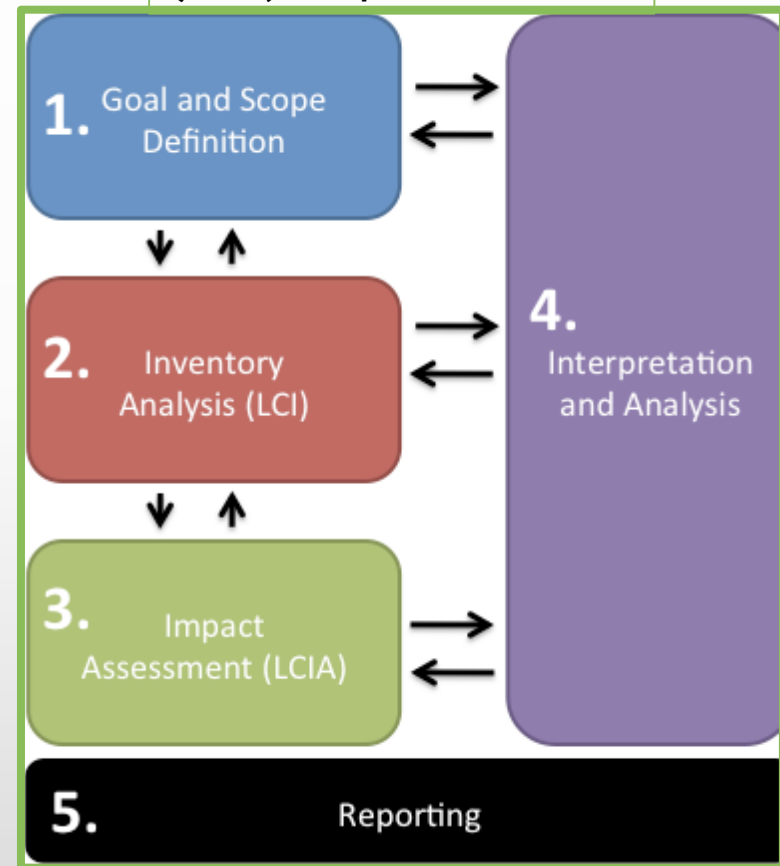 1.
Goal and Scope
Definition
2.
Inventory
Analysis (LCI)
3.
Impact
Assessment (LCIA)
4.
Interpretation
and Analysis
5.
Reporting